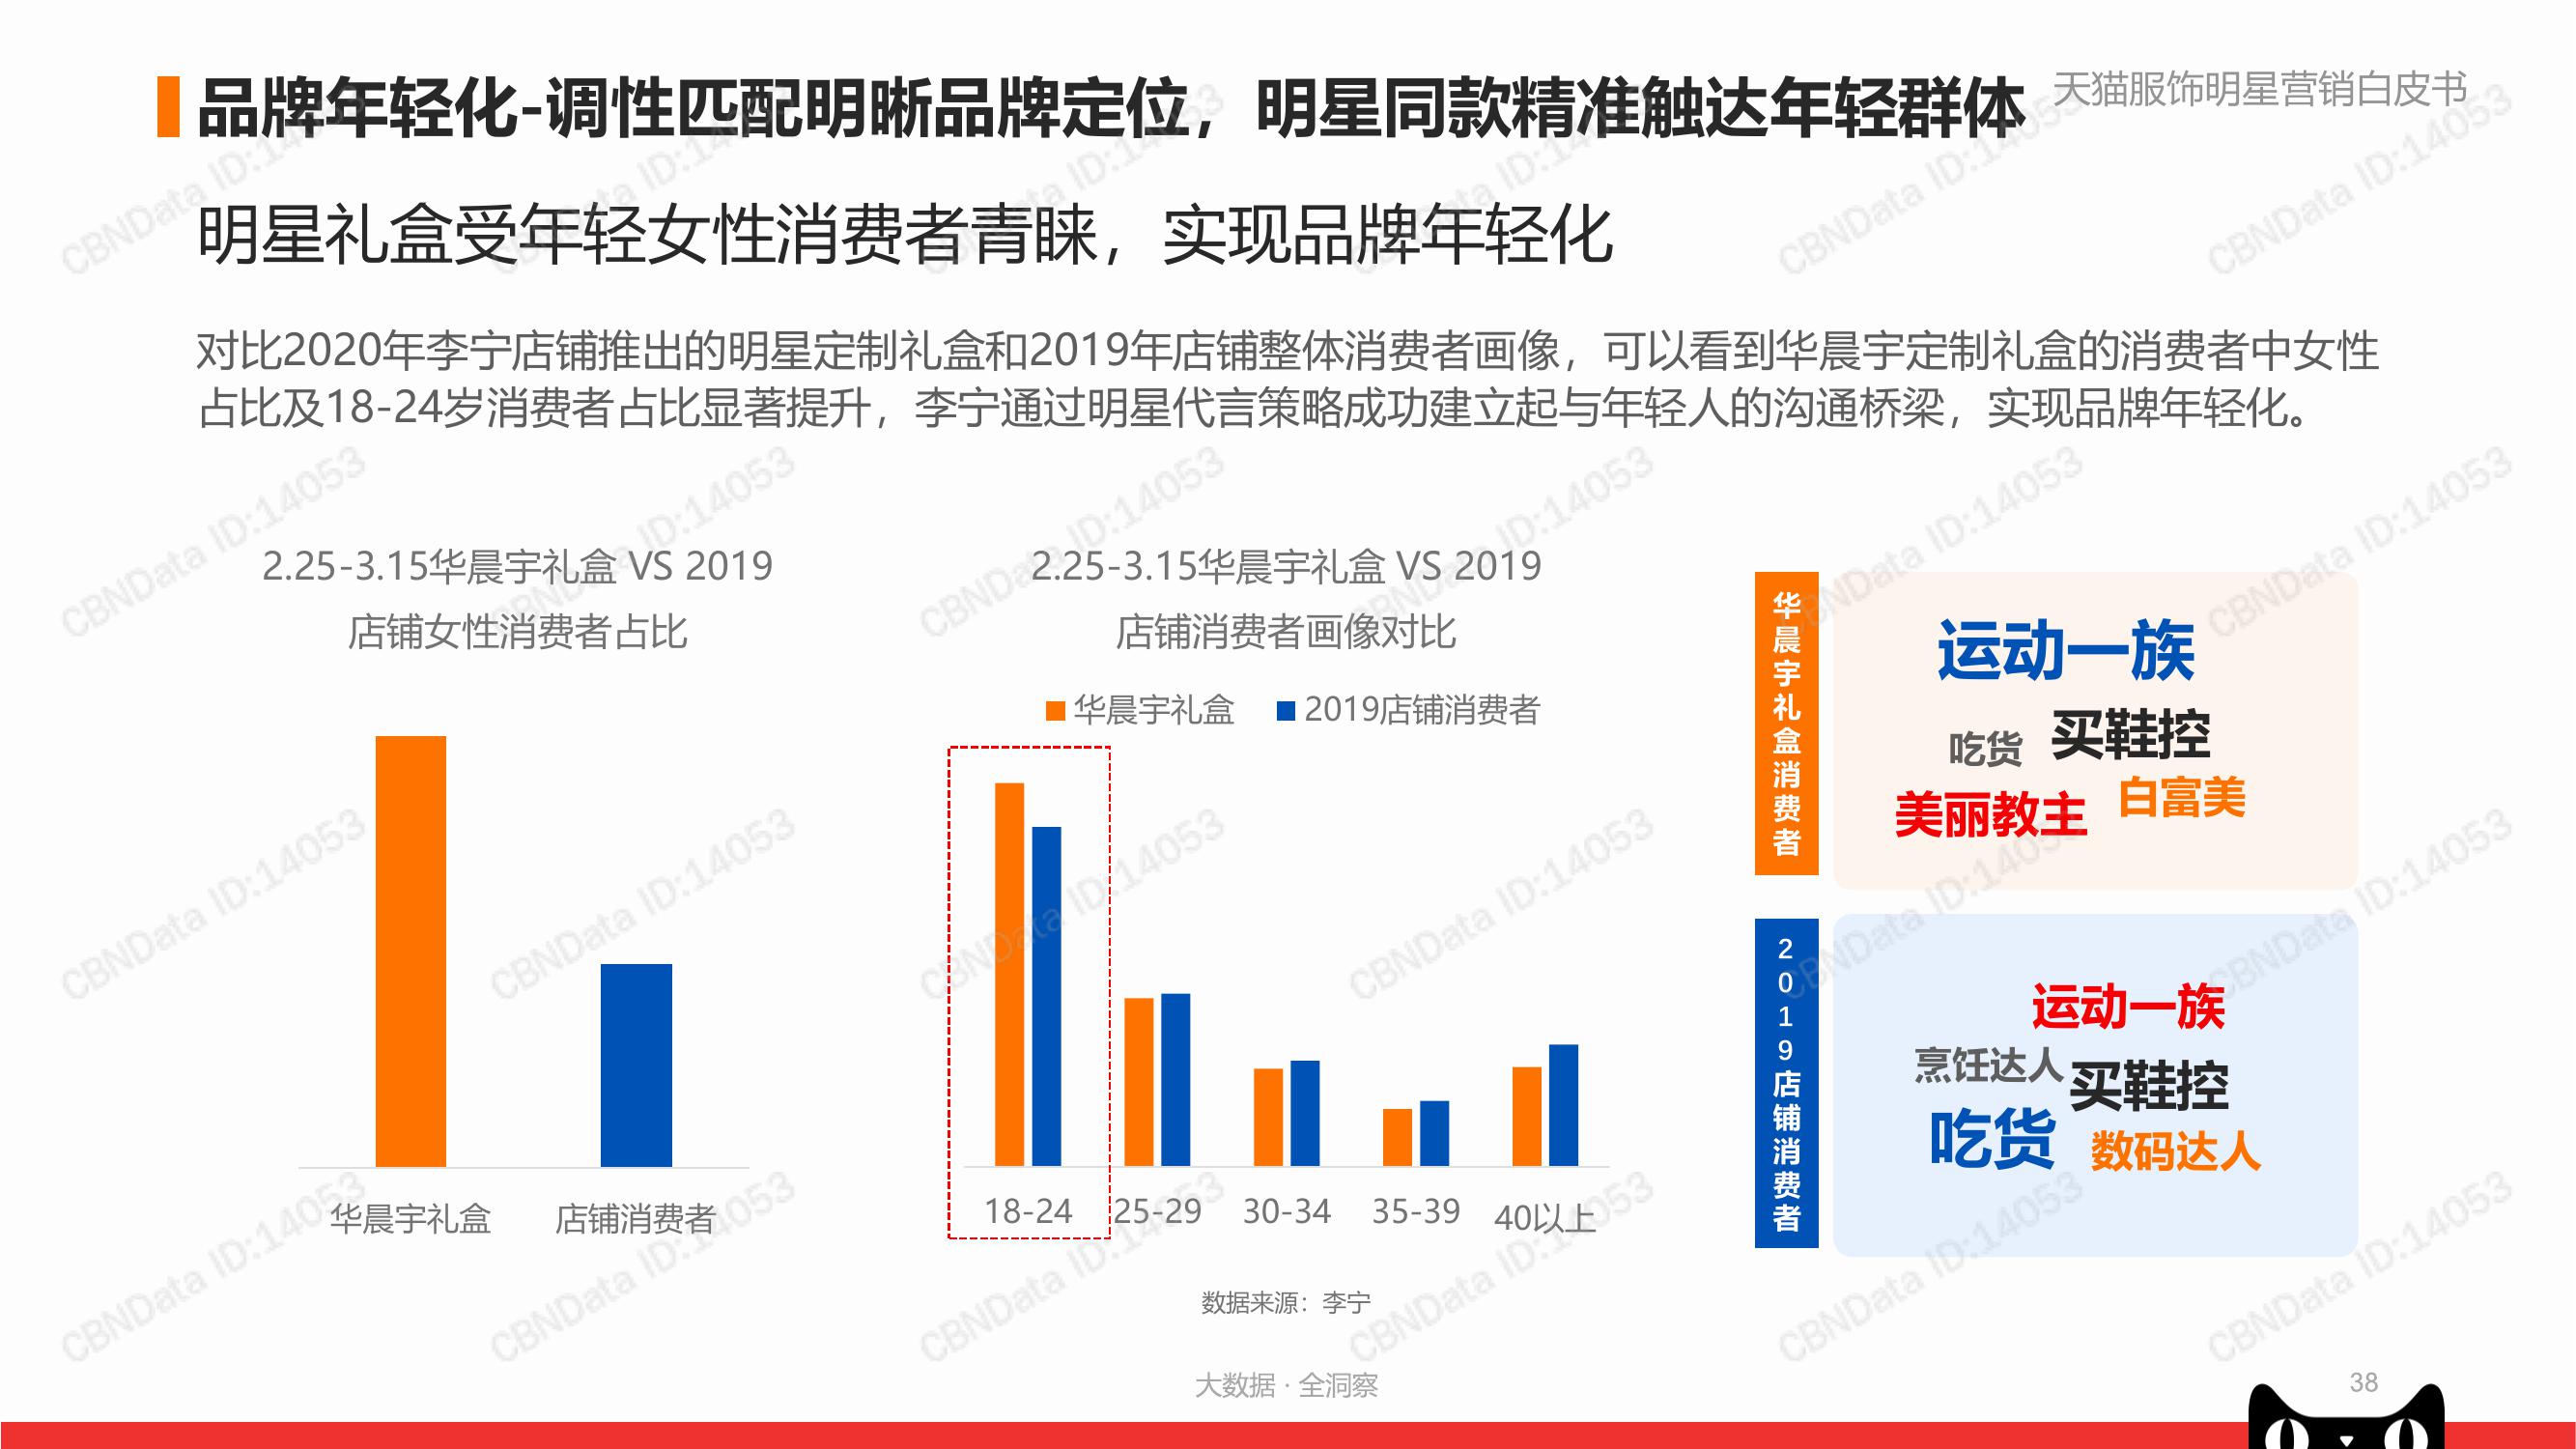 品牌年轻化-调性匹配明晰品牌定位，明星同款精准触达年轻群体
天猫服饰明星营销白皮书
明星礼盒受年轻女性消费者青睐，实现品牌年轻化
对比2020年李宁店铺推出的明星定制礼盒和2019年店铺整体消费者画像，可以看到华晨宇定制礼盒的消费者中女性
占比及18-24岁消费者占比显著提升，李宁通过明星代言策略成功建立起与年轻人的沟通桥梁，实现品牌年轻化。
2.25-3.15华晨宇礼盒 VS 2019
店铺女性消费者占比
华晨宇礼盒
店铺消费者
2.25-3.15华晨宇礼盒 VS 2019
店铺消费者画像对比
华晨宇礼盒
2019店铺消费者
18-24
25-29
30-34
35-39
40以上
华晨宇礼盒消费者
运动一族
吃货
买鞋控
美丽教主
白富美
2019店铺消费者
运动一族
烹饪达人
买鞋控
吃货
数码达人
数据来源：李宁
大数据 · 全洞察
38
CBNData ID:14053